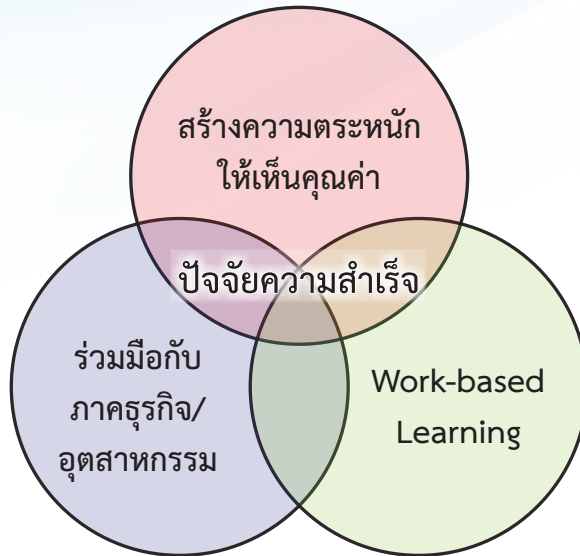 สร้างความตระหนัก
ให้เห็นคุณค่า
ปัจจัยความสำเร็จ
ร่วมมือกับ
ภาคธุรกิจ/
อุตสาหกรรม
Work-based
Learning